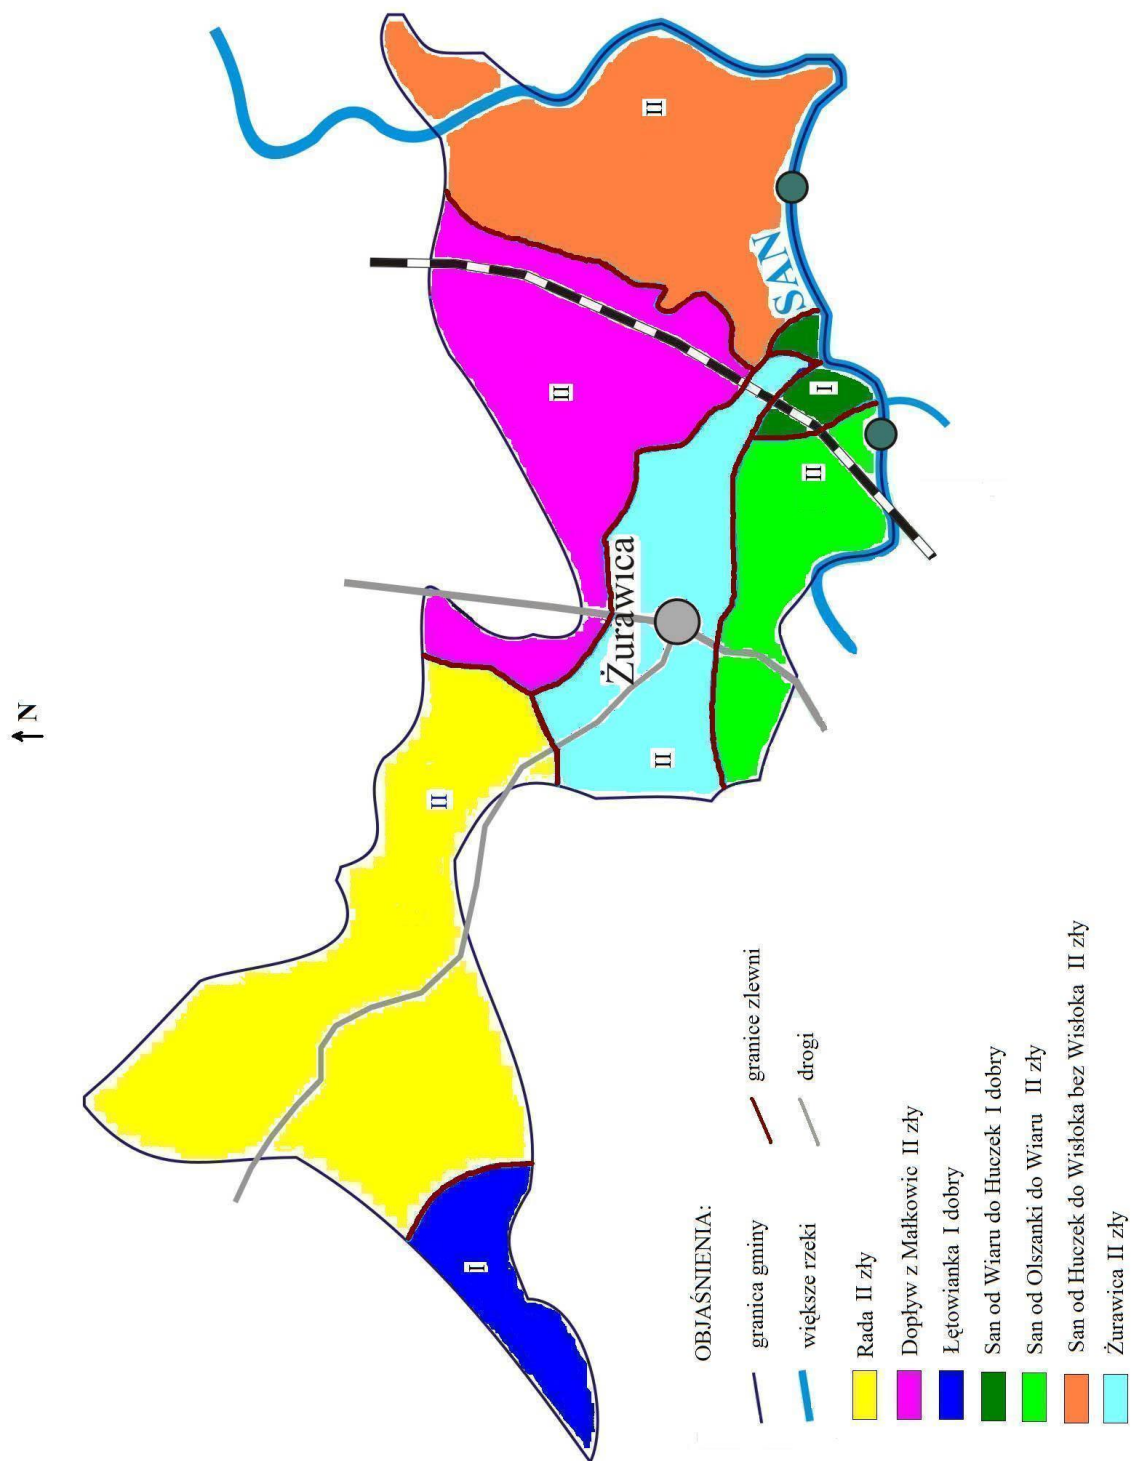 N
II
II
SAN
I
II
Żurawica
II
II
I
OBJAŚNIENIA:
granica gminy
granice zlewni
większe rzeki
drogi
Rada II zły
Dopływ z Małkowic II zły
Łętowianka I dobry
San od Wiaru do Huczek I dobry
San od Olszanki do Wiaru II zły
San od Huczek do Wisłoka bez Wisłoka II zły
Żurawica II zły